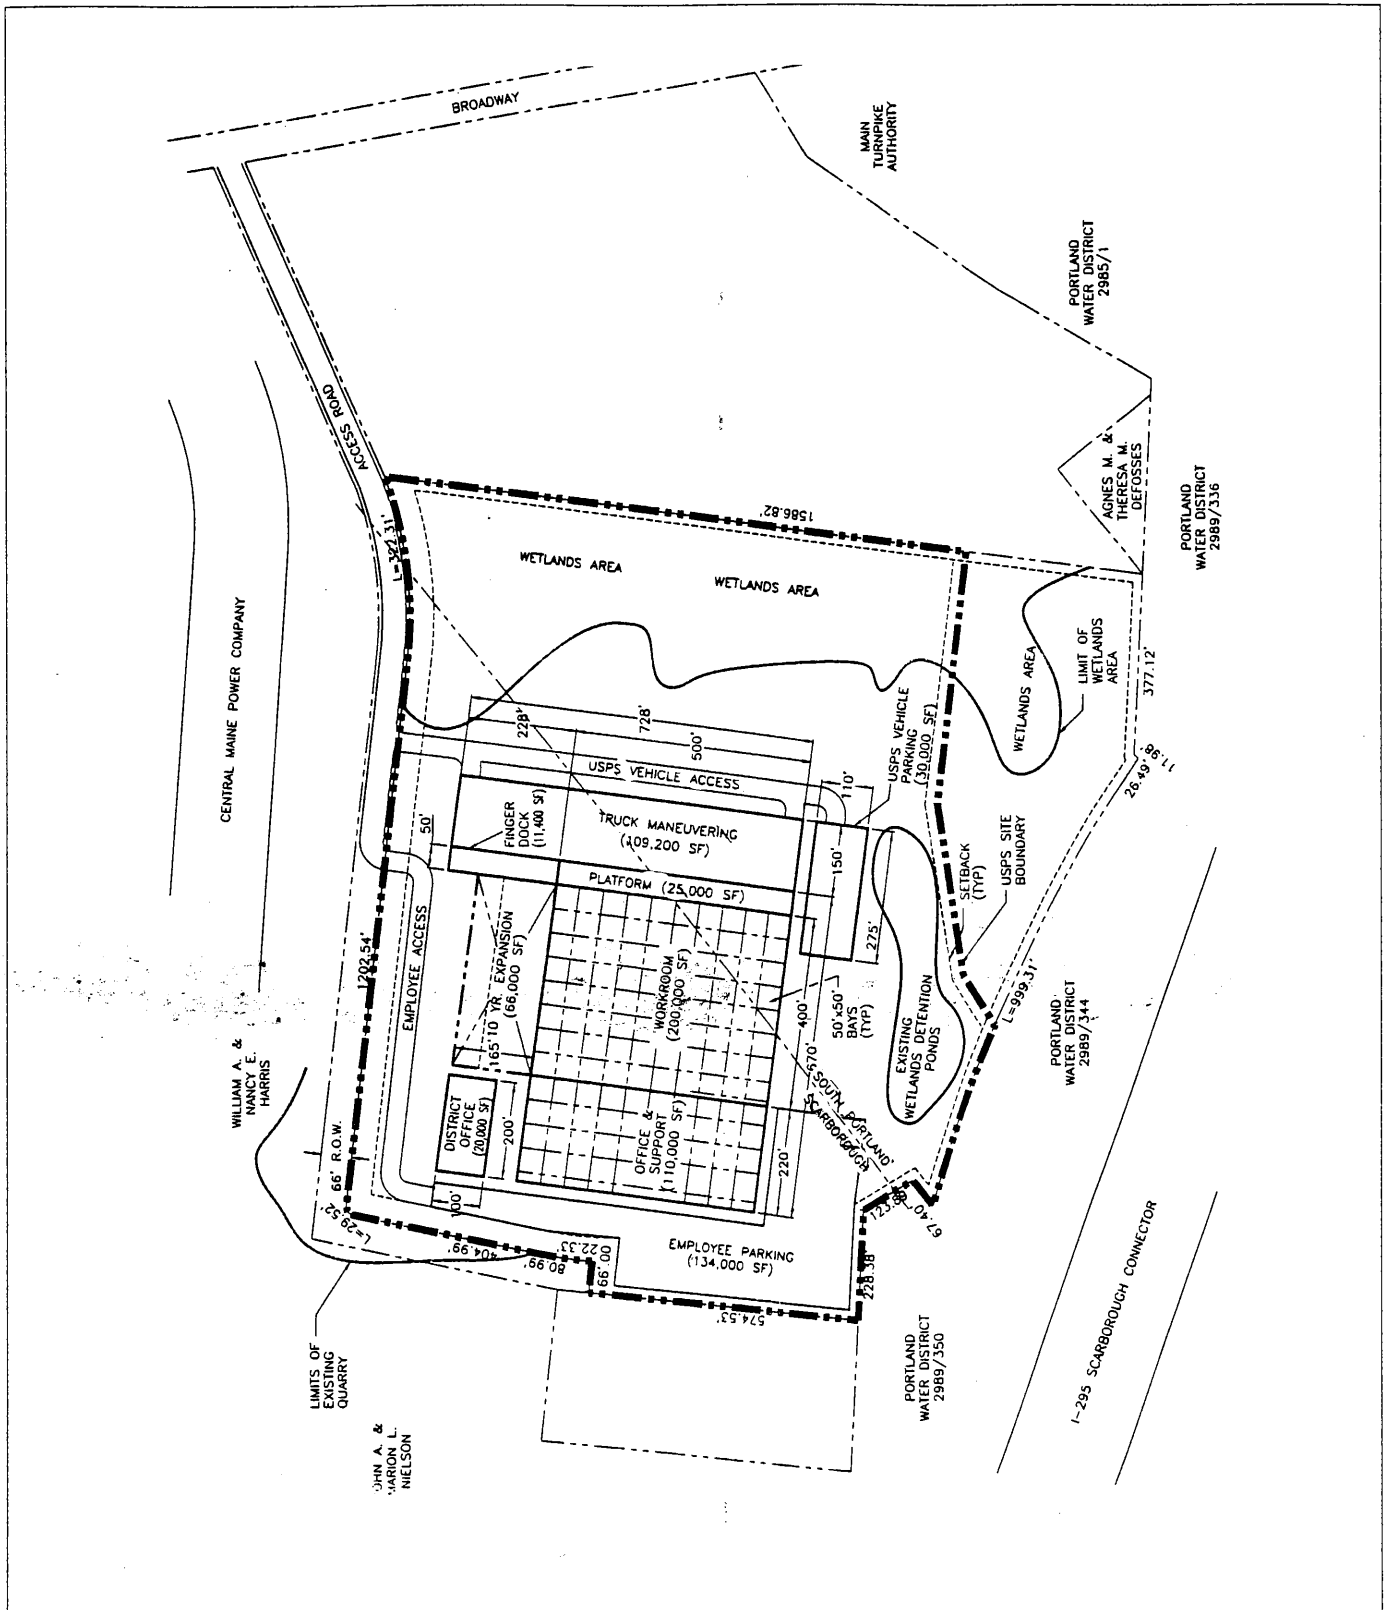 BROADWAY
MAIN
TURNPIKE
AUTHORITY
PORTLAND
WATER DISTRICT
2985/1
ACCESS ROAD
AGNES M. &
THERESA M.
DEFOSSES
PORTLAND
WATER DISTRICT
2989/336
L=322.31'
1586.82'
WETLANDS AREA
WETLANDS AREA
CENTRAL MAINE POWER COMPANY
WETLANDS AREA
LIMIT OF
WETLANDS
AREA
377.12'
11.98'
26.49'
228'
728'
500'
USPS VEHICLE ACCESS
110'
USPS VEHICLE
PARKING
(30,000 SF)
50'
FINGER
DOCK
(11,400 SF)
TRUCK MANEUVERING
(109,200 SF)
150'
PLATFORM (25,000 SF)
SETBACK
(TYP)
USPS SITE
BOUNDARY
275'
EMPLOYEE ACCESS
1202.54'
165'
10 YR. EXPANSION
(66,000 SF)
WORKROOM
(200,000 SF)
50'x50'
BAYS
(TYP)
400'
670'
EXISTING
WETLANDS DETENTION
PONDS
L=999.31'
PORTLAND
WATER DISTRICT
2989/344
WILLIAM A. &
NANCY E.
HARRIS
66' R.O.W.
DISTRICT
OFFICE
(20,000 SF)
200'
100'
OFFICE &
SUPPORT
(110,000 SF)
220'
SOUTH PORTLAND
SCARBOROUGH
L=29.52'
404.99'
80.99'
22.33'
66.00'
EMPLOYEE PARKING
(134,000 SF)
67.40'
228.38'
574.53'
LIMITS OF
EXISTING
QUARRY
PORTLAND
WATER DISTRICT
2989/350
I-295 SCARBOROUGH CONNECTOR
OHN A. &
MARION L.
NIELSON